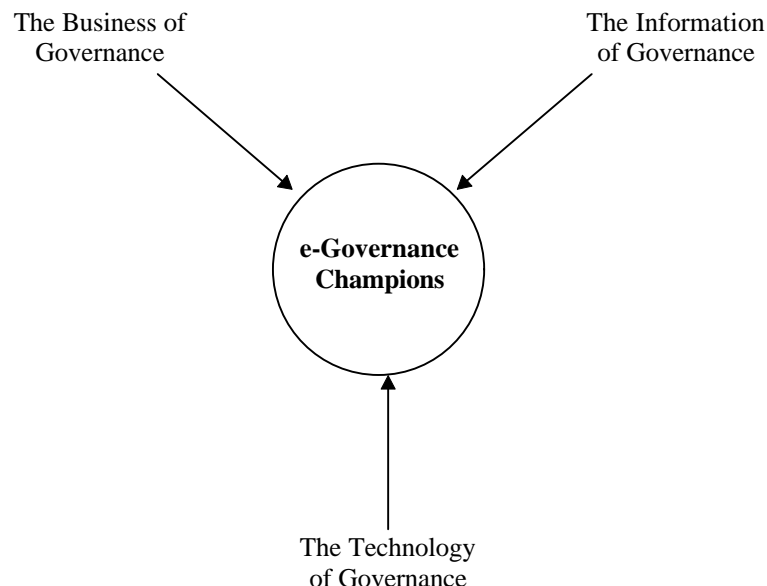 The Business of
Governance
The Information
of Governance
e-Governance
Champions
The Technology
of Governance